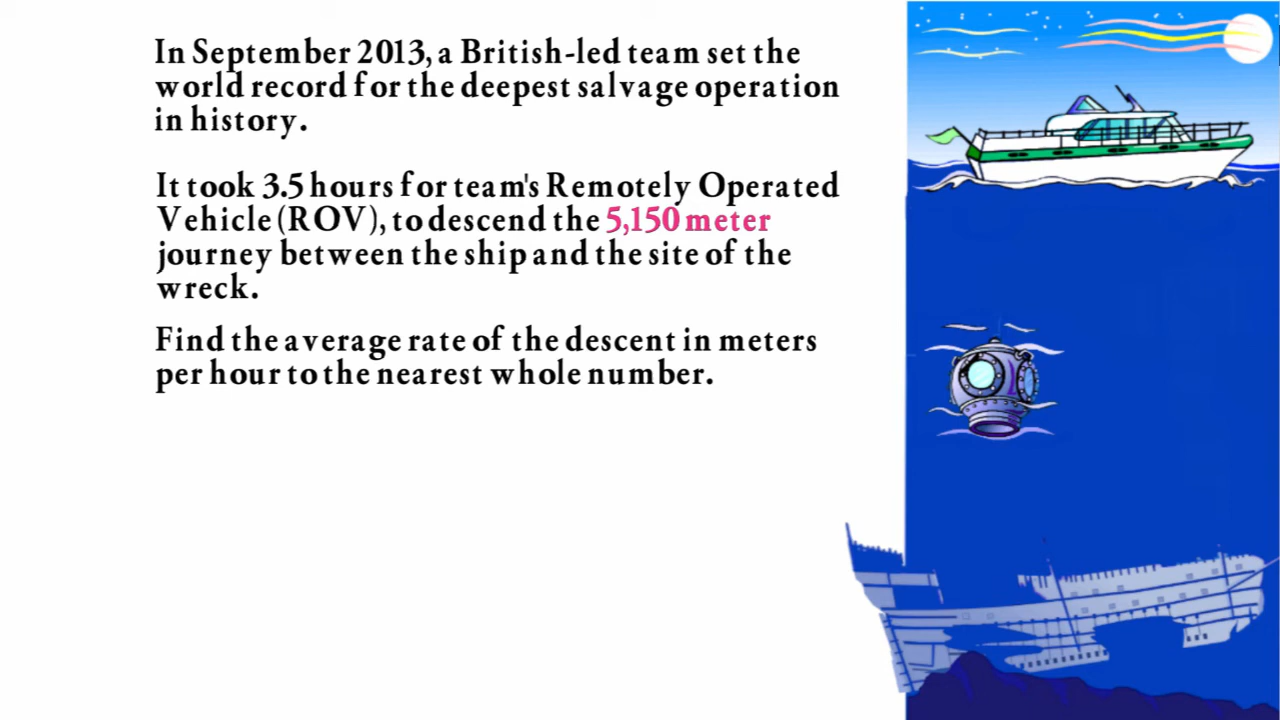 In September 2013, a British-led team set the
world record for the deepest salvage operation
in history.
It took 3.5 hours for team's Remotely Operated
Vehicle (ROV), to descend the 5,150 meter
journey between the ship and the site of the
wreck.
Find the average rate of the descent in meters
per hour to the nearest whole number.